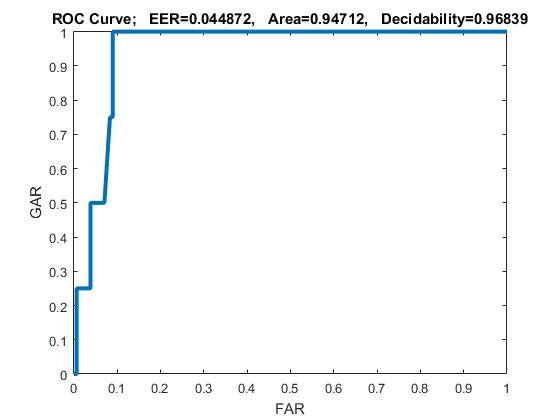 ROC Curve;   EER=0.044872,   Area=0.94712,   Decidability=0.96839
1
0.9
0.8
0.7
0.6
0.5
0.4
0.3
0.2
0.1
0
GAR
0 0.1 0.2 0.3 0.4 0.5 0.6 0.7 0.8 0.9 1
FAR